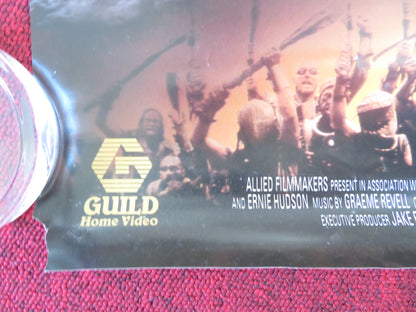 GUILD
Home Video
ALLIED FILMMAKERS PRESENT IN ASSOCIATION
AND ERNIE HUDSON MUSIC BY GRAEME REVELL
EXECUTIVE PRODUCER JAKE